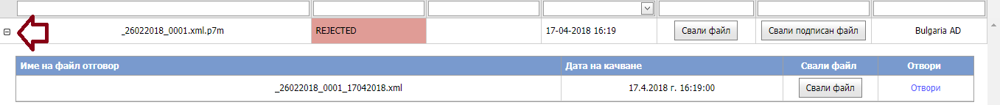 _26022018_0001.xml.p7m REJECTED 17-04-2018 16:19 Свали файл Свали подписан файл Bulgaria AD
Име на файл отговор Дата на качване Свали файл Отвори
_26022018_0001_17042018.xml 17.4.2018 г. 16:19:00 Свали файл Отвори